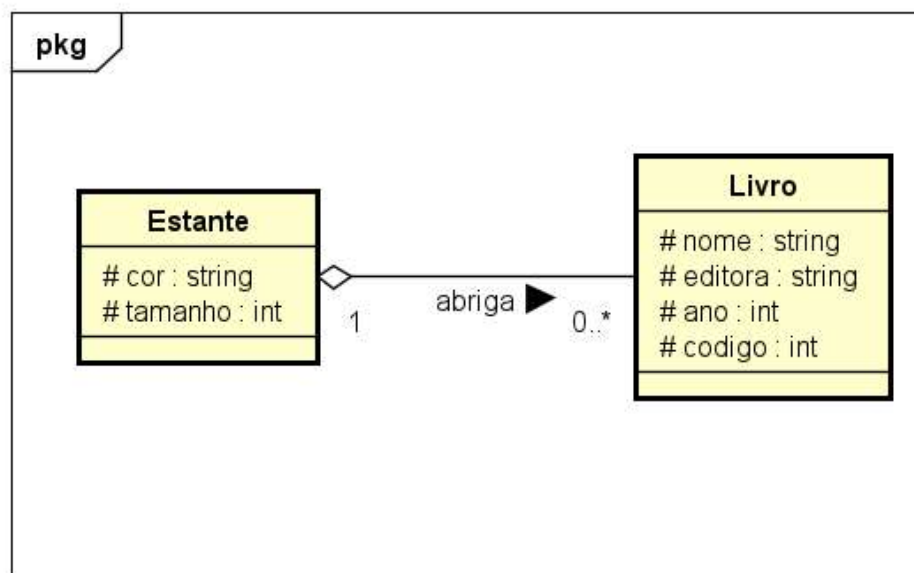 pkg
Estante
# cor : string
# tamanho : int
1
abriga
0..*
Livro
# nome : string
# editora : string
# ano : int
# codigo : int